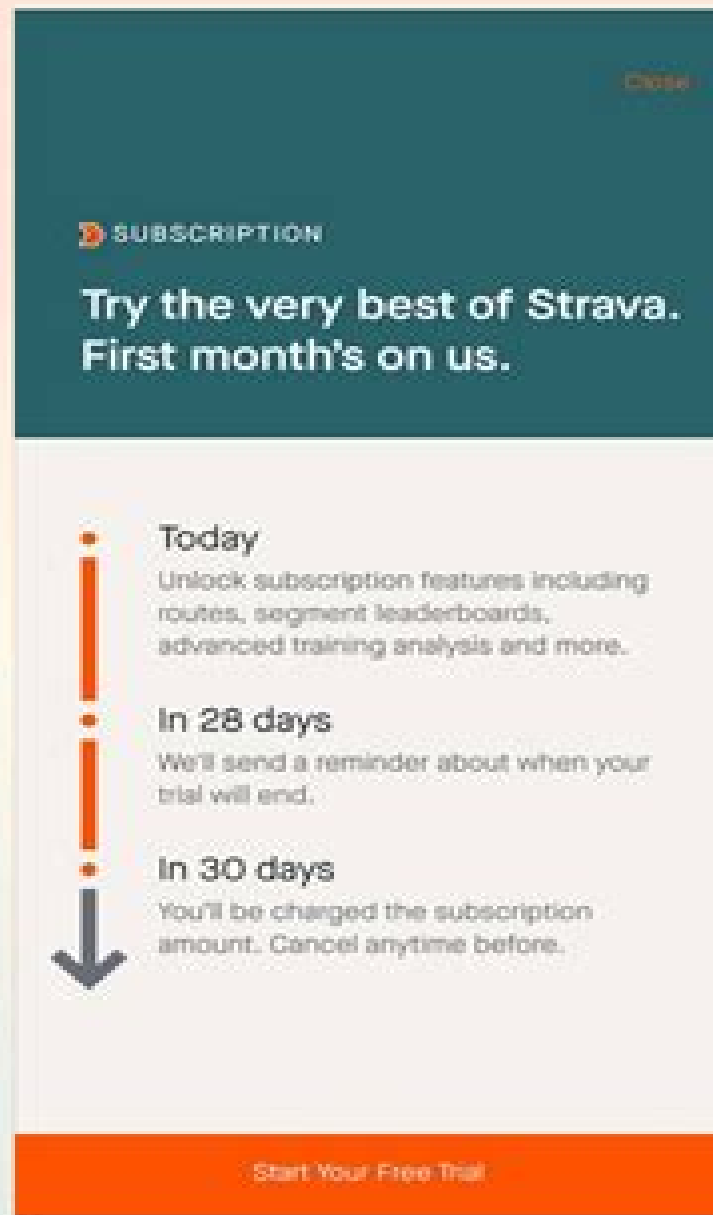 Close
SUBSCRIPTION
Try the very best of Strava.
First month's on us.
Today
Unlock subscription features including
routes, segment leaderboards,
advanced training analysis and more.
In 28 days
We'll send a reminder about when your
trial will end.
In 30 days
You'll be charged the subscription
amount. Cancel anytime before.
Start Your Free Trial